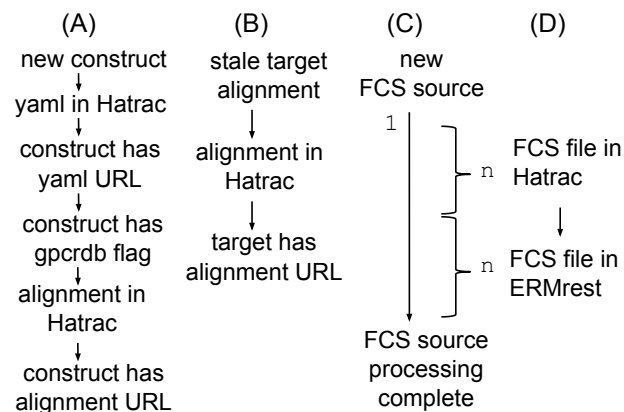 (A)
new construct
yaml in Hatrac
construct has
yaml URL
construct has
gpcrdb flag
alignment in
Hatrac
construct has
alignment URL
(B)
stale target
alignment
alignment in
Hatrac
target has
alignment URL
(C)
new
FCS source
1
n
n
FCS source
processing
complete
(D)
FCS file in
Hatrac
FCS file in
ERMrest